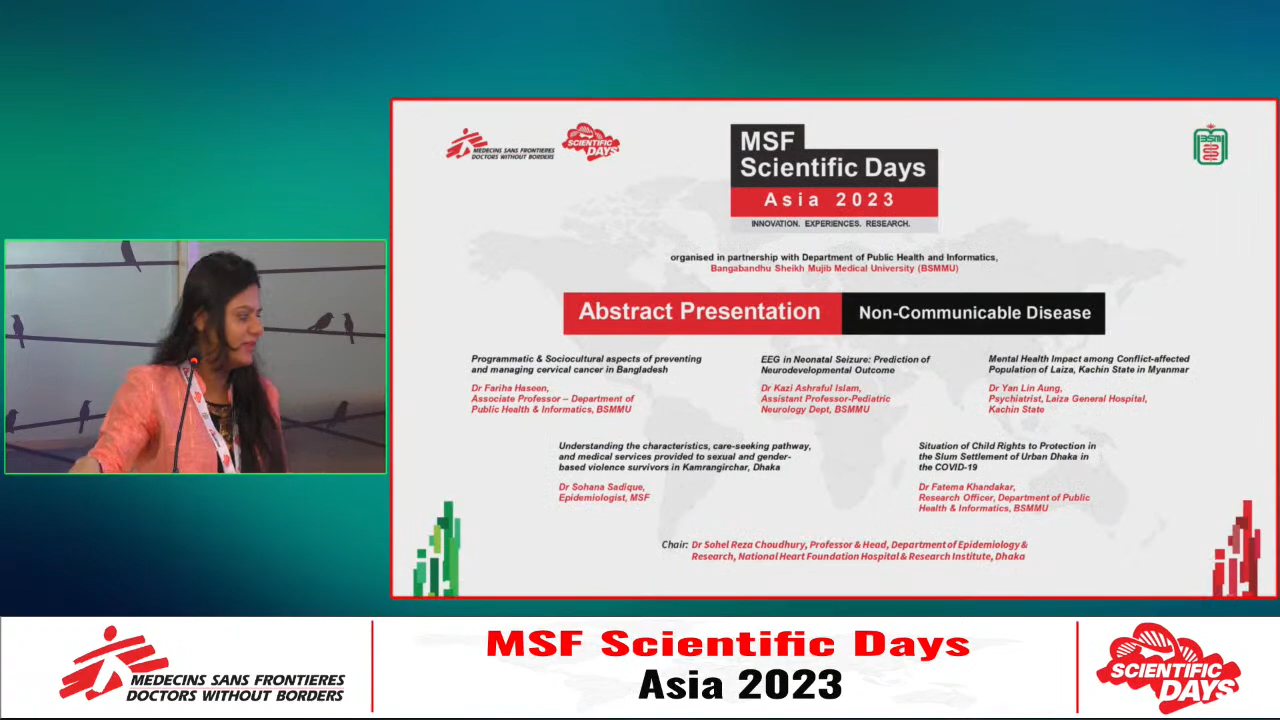 MEDECINS SANS FRONTIERES
DOCTORS WITHOUT BORDERS
SCIENTIFIC
DAYS
MSF
Scientific Days
Asia 2023
INNOVATION. EXPERIENCES. RESEARCH.
BSMMU
organised in partnership with Department of Public Health and Informatics,
Bangabandhu Sheikh Mujib Medical University (BSMMU)
Abstract Presentation
Non-Communicable Disease
Programmatic & Sociocultural aspects of preventing
and managing cervical cancer in Bangladesh
Dr Fariha Haseen,
Associate Professor – Department of
Public Health & Informatics, BSMMU
EEG in Neonatal Seizure: Prediction of
Neurodevelopmental Outcome
Dr Kazi Ashraful Islam,
Assistant Professor-Pediatric
Neurology Dept, BSMMU
Mental Health Impact among Conflict-affected
Population of Laiza, Kachin State in Myanmar
Dr Yan Lin Aung,
Psychiatrist, Laiza General Hospital,
Kachin State
Understanding the characteristics, care-seeking pathway,
and medical services provided to sexual and gender-
based violence survivors in Kamrangirchar, Dhaka
Dr Sohana Sadique,
Epidemiologist, MSF
Situation of Child Rights to Protection in
the Slum Settlement of Urban Dhaka in
the COVID-19
Dr Fatema Khandakar,
Research Officer, Department of Public
Health & Informatics, BSMMU
Chair: Dr Sohel Reza Choudhury, Professor & Head, Department of Epidemiology &
Research, National Heart Foundation Hospital & Research Institute, Dhaka
MEDECINS SANS FRONTIERES
DOCTORS WITHOUT BORDERS
MSF Scientific Days
Asia 2023
SCIENTIFIC
DAYS